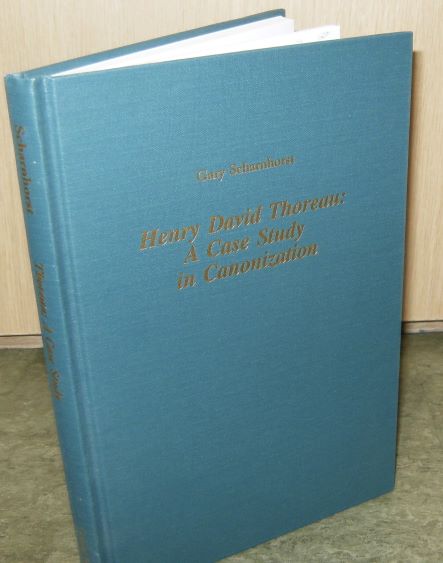 Gary Scharnhorst
Henry David Thoreau:
A Case Study
in Canonization
Scharnhorst
Thoreau: A Case Study